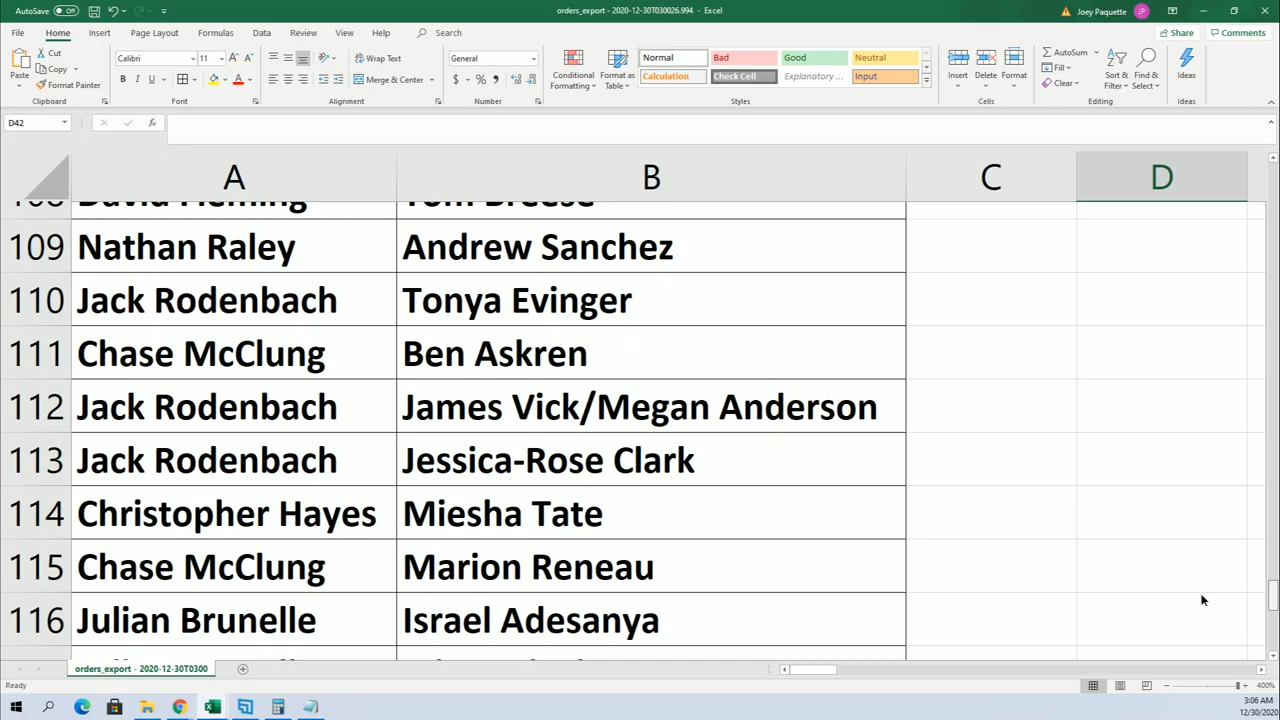 AutoSave Off
orders_export - 2020-12-30T030026.994 - Excel
Joey Paquette
JP
File Home Insert Page Layout Formulas Data Review View Help Search
Share Comments
Paste
Cut
Copy
Format Painter
Clipboard
Calibri 11
B I U
Font
Wrap Text
Merge & Center
Alignment
General
$ % ,
Number
Conditional Formatting
Format as Table
Normal Bad Good Neutral
Calculation Check Cell Explanatory ... Input
Styles
Insert Delete Format
Cells
AutoSum
Fill
Clear
Sort & Filter
Find & Select
Editing
Ideas
Ideas
D42
fx
A B C D
109 Nathan Raley Andrew Sanchez
110 Jack Rodenbach Tonya Evinger
111 Chase McClung Ben Askren
112 Jack Rodenbach James Vick/Megan Anderson
113 Jack Rodenbach Jessica-Rose Clark
114 Christopher Hayes Miesha Tate
115 Chase McClung Marion Reneau
116 Julian Brunelle Israel Adesanya
orders_export - 2020-12-30T0300
Ready
400%
3:06 AM
12/30/2020